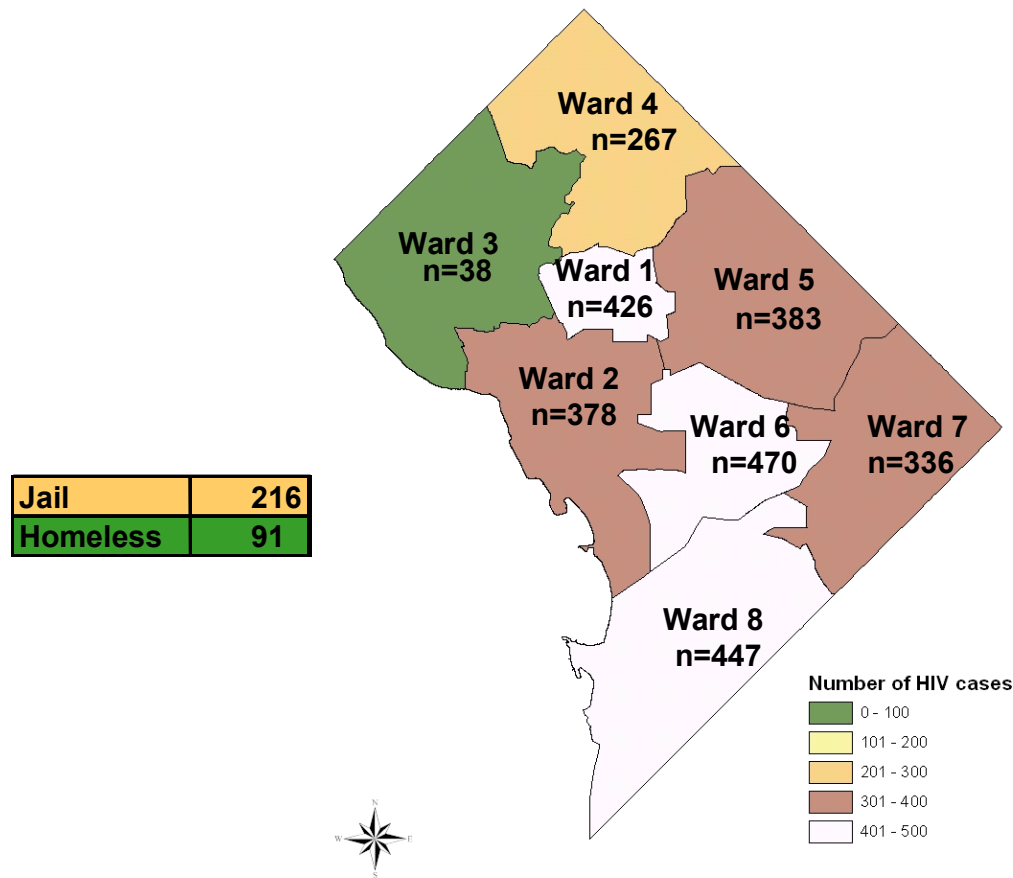 Ward 4
n=267
Ward 3
n=38
Ward 1
n=426
Ward 5
n=383
Ward 2
n=378
Ward 6
n=470
Ward 7
n=336
Jail 216
Homeless 91
Ward 8
n=447
Number of HIV cases
0 - 100
101 - 200
201 - 300
301 - 400
401 - 500
N
W E
S